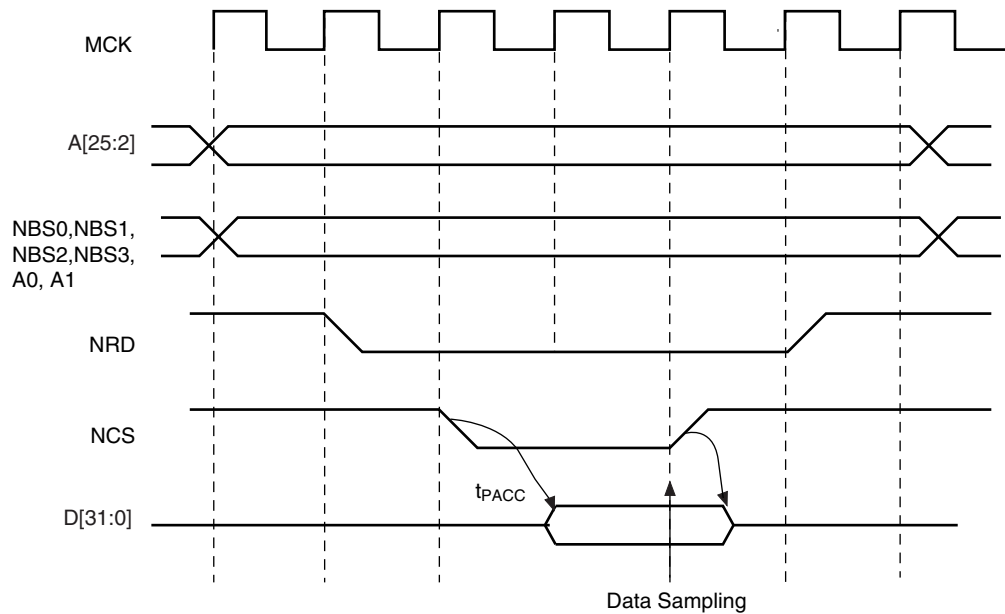 MCK
A[25:2]
NBS0,NBS1,
NBS2,NBS3,
A0, A1
NRD
NCS
tPACC
D[31:0]
Data Sampling